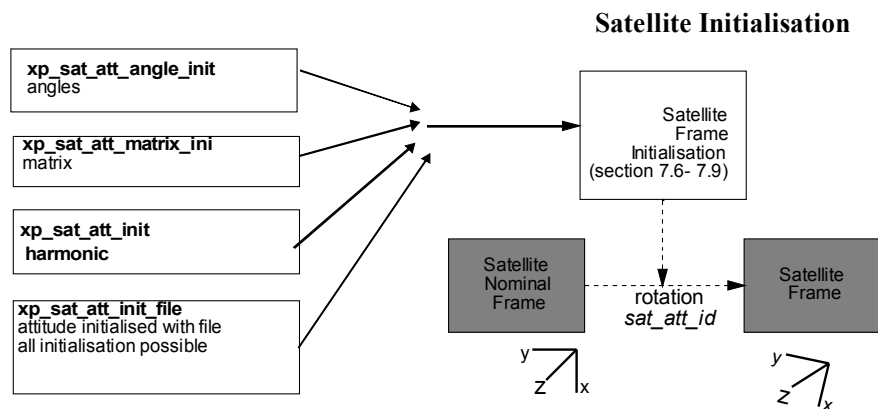 Satellite Initialisation
xp_sat_att_angle_init
angles
xp_sat_att_matrix_ini
matrix
xp_sat_att_init
harmonic
xp_sat_att_init_file
attitude initialised with file
all initialisation possible
Satellite
Frame
Initialisation
(section 7.6- 7.9)
Satellite
Nominal
Frame
rotation
sat_att_id
Satellite
Frame
y
z
x
y
z
x